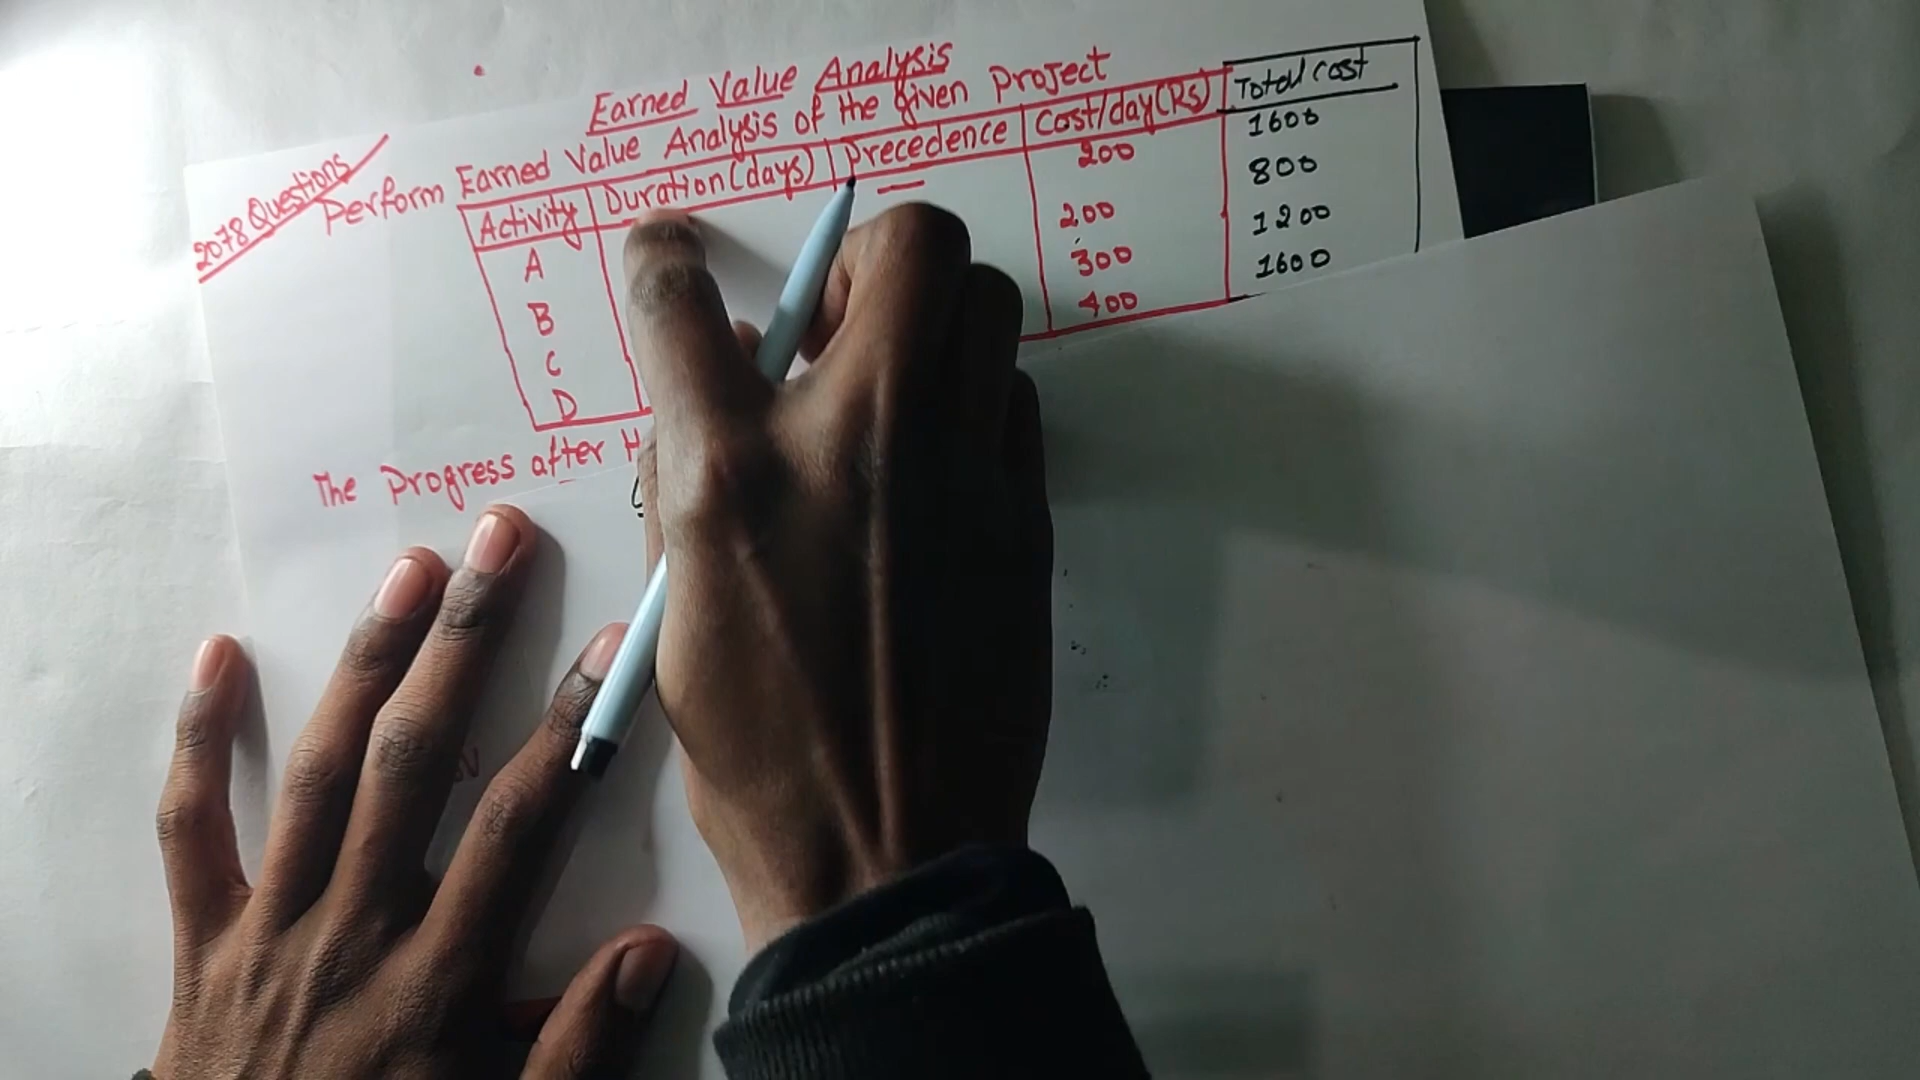 Earned Value Analysis
2078 Questions
Perform Earned Value Analysis of the given project
Activity Duration(days) Precedence Cost/day(Rs) Total cost
A — 200 1600
B 200 800
C 300 1200
D 400 1600
The Progress after